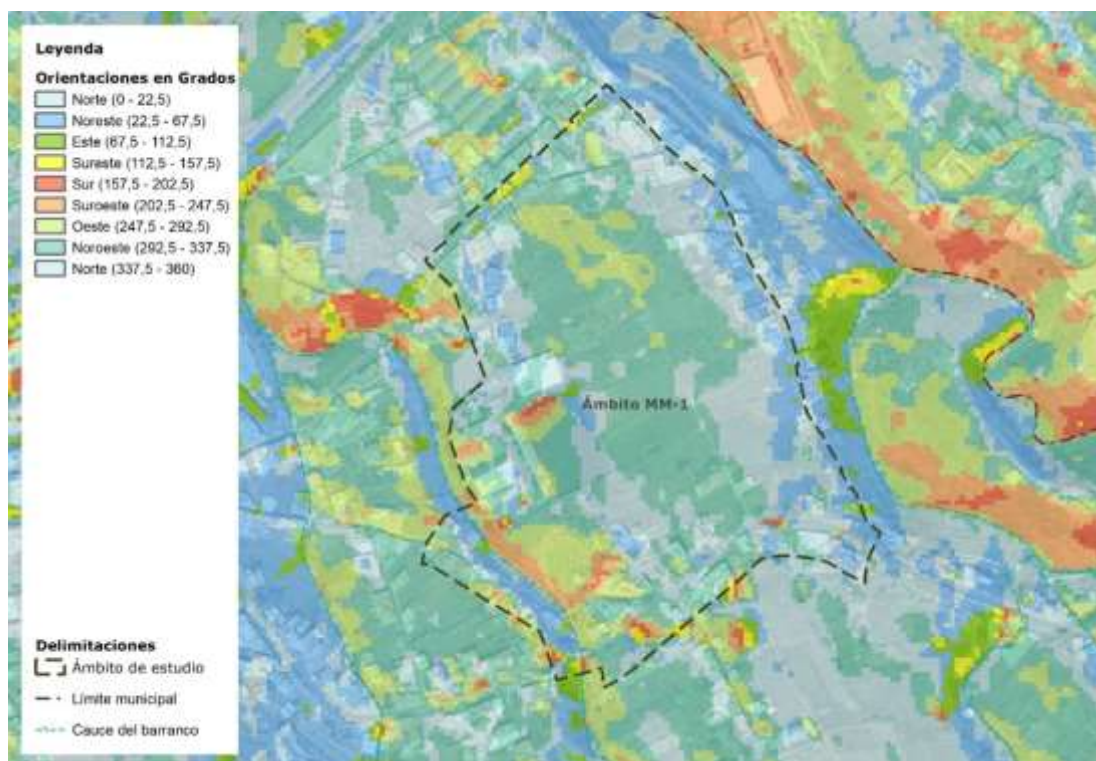 Leyenda
Orientaciones en Grados
Norte (0 - 22,5)
Noreste (22,5 - 67,5)
Este (67,5 - 112,5)
Sureste (112,5 - 157,5)
Sur (157,5 - 202,5)
Suroeste (202,5 - 247,5)
Oeste (247,5 - 292,5)
Noroeste (292,5 - 337,5)
Norte (337,5 - 360)
Ámbito MM-1
Delimitaciones
Ámbito de estudio
Límite municipal
Cauce del barranco